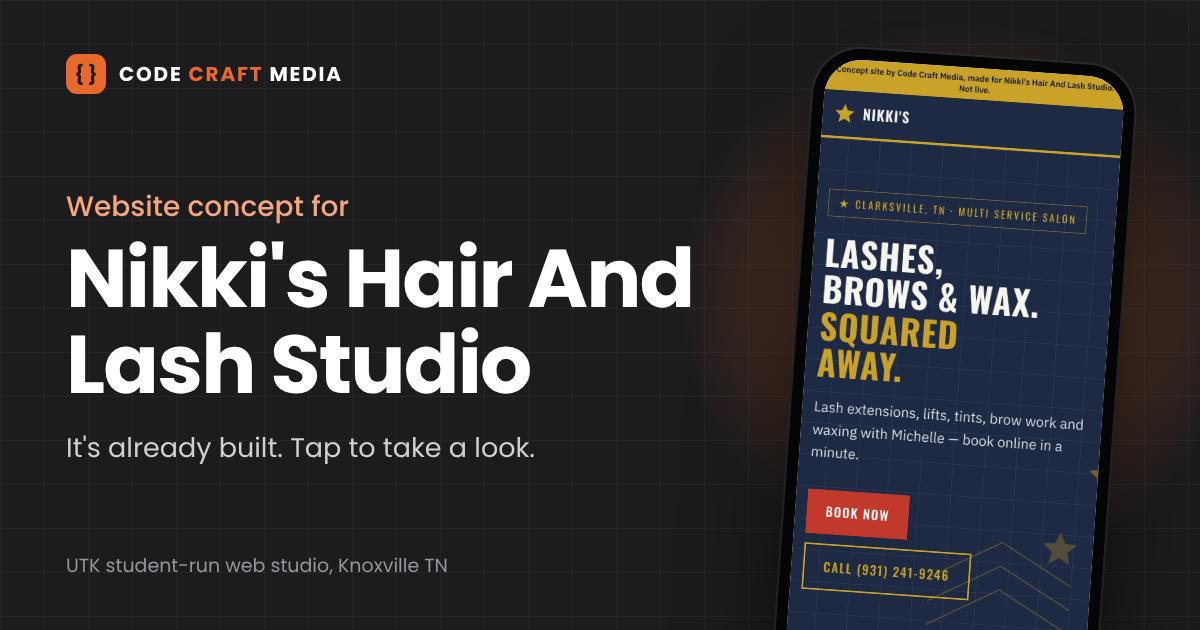 { } CODE CRAFT MEDIA
Website concept for
Nikki's Hair And
Lash Studio
It's already built. Tap to take a look.
UTK student-run web studio, Knoxville TN
Concept site by Code Craft Media, made for Nikki's Hair And Lash Studio.
Not live.
NIKKI'S
★ CLARKSVILLE, TN · MULTI SERVICE SALON
LASHES,
BROWS & WAX.
SQUARED
AWAY.
Lash extensions, lifts, tints, brow work and
waxing with Michelle — book online in a
minute.
BOOK NOW
CALL (931) 241-9246